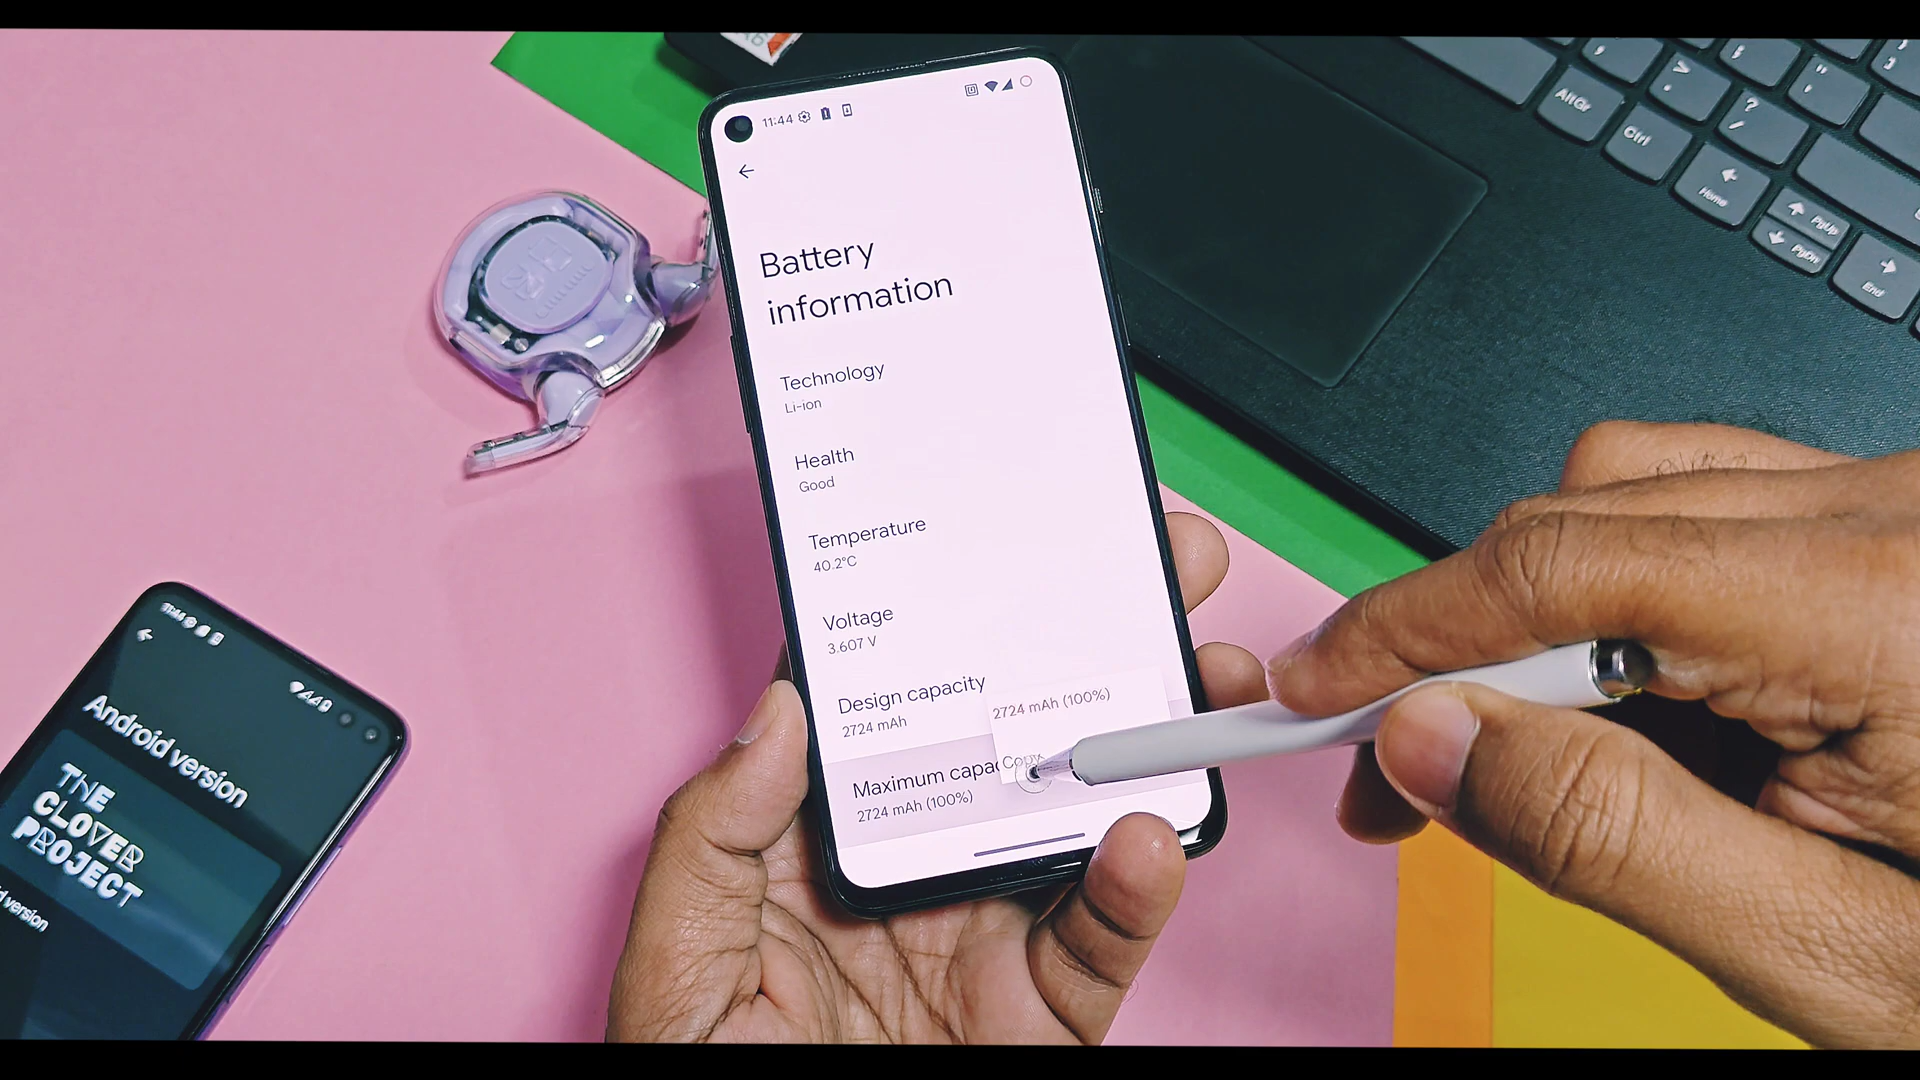 11:44
Battery
information
Technology
Li-ion
Health
Good
Temperature
40.2°C
Voltage
3.607 V
Design capacity
2724 mAh
2724 mAh (100%)
Copy
Maximum capac
2724 mAh (100%)
Android version
THE
CLOVER
PROJECT
d version
AltGr
Ctrl
? /
Home
PgUp
PgDn
End